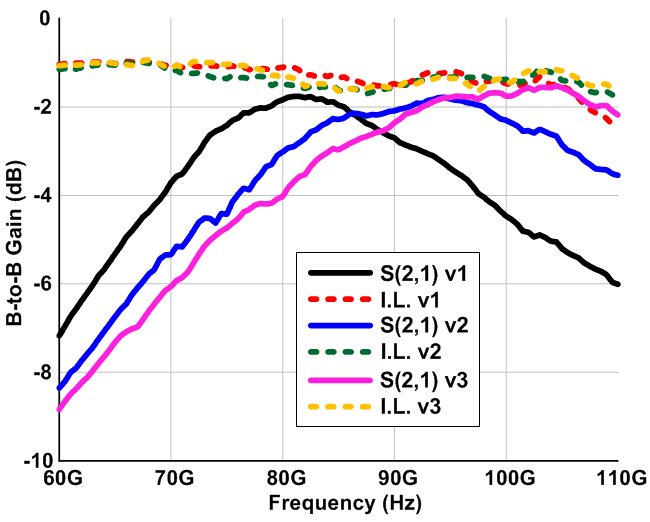 0
-2
-4
-6
-8
-10
B-to-B Gain (dB)
S(2,1) v1
I.L. v1
S(2,1) v2
I.L. v2
S(2,1) v3
I.L. v3
60G 70G 80G 90G 100G 110G
Frequency (Hz)